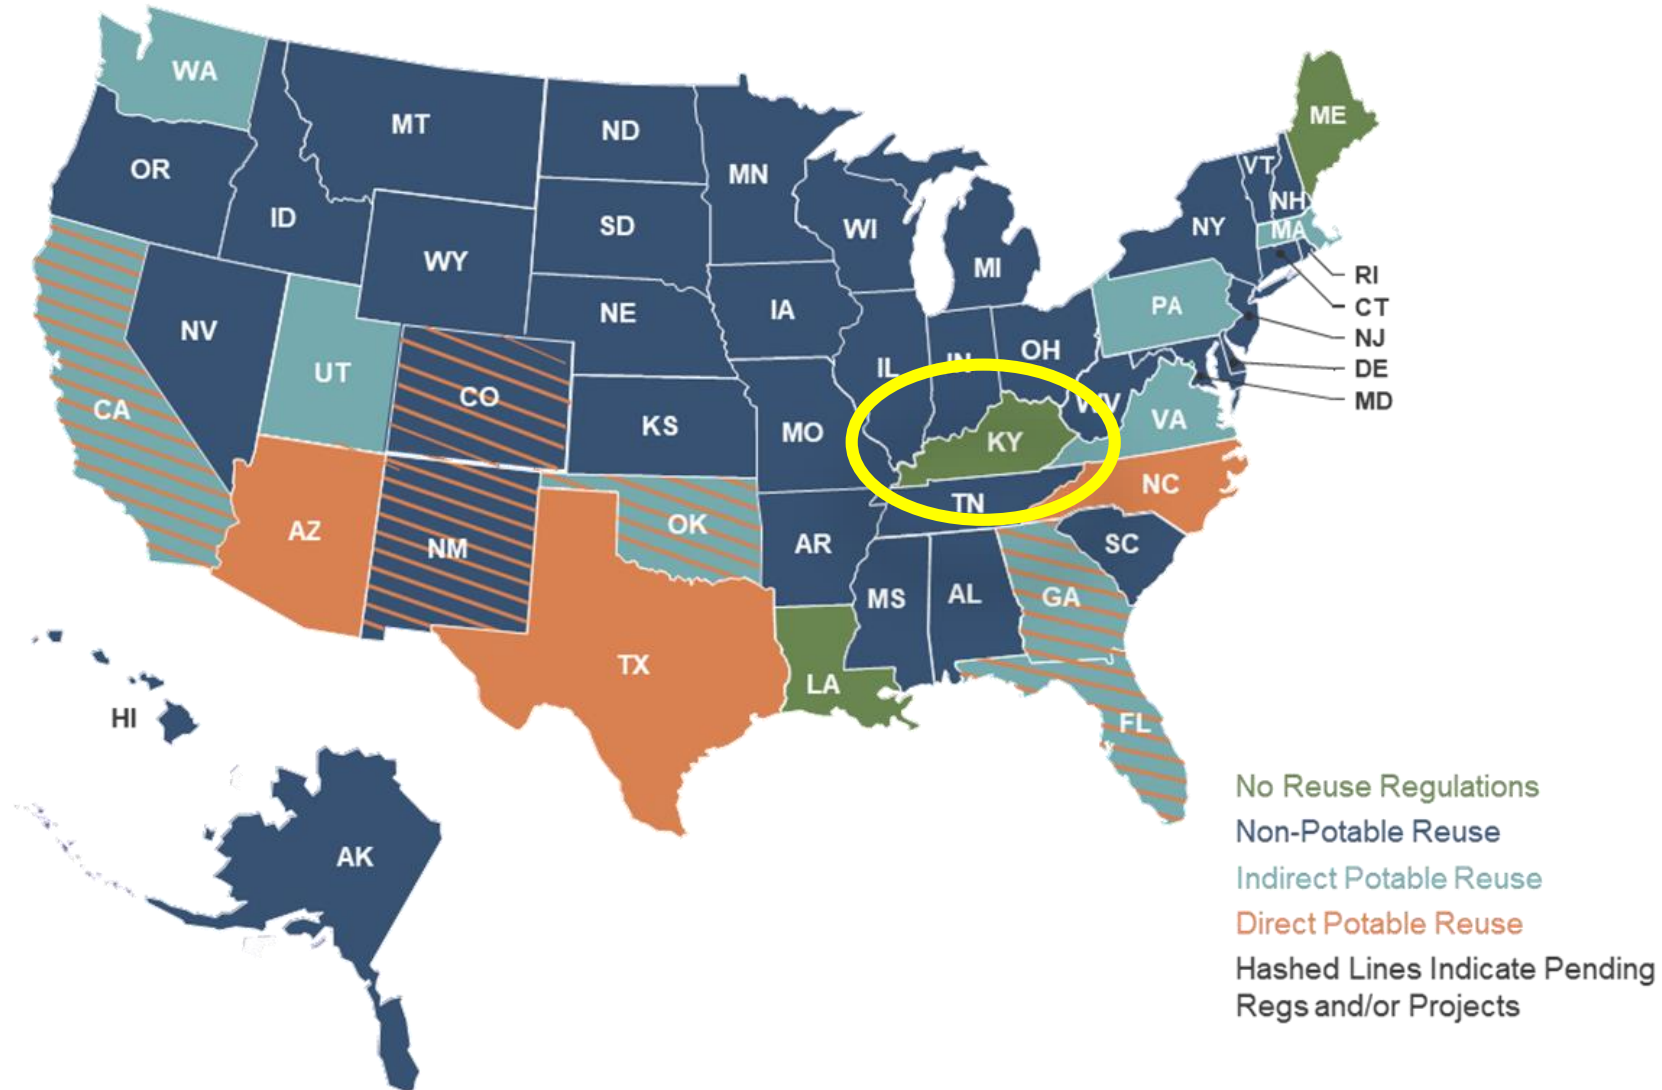 WA
MT
ND
MN
OR
ID
SD
WI
WY
MI
NY
VT
NH
MA
ME
RI
CT
NJ
DE
MD
NV
UT
CO
NE
IA
IL
IN
OH
PA
CA
KS
MO
KY
WV
VA
AZ
NM
OK
AR
TN
NC
SC
MS
AL
GA
TX
LA
FL
HI
AK
No Reuse Regulations
Non-Potable Reuse
Indirect Potable Reuse
Direct Potable Reuse
Hashed Lines Indicate Pending
Regs and/or Projects